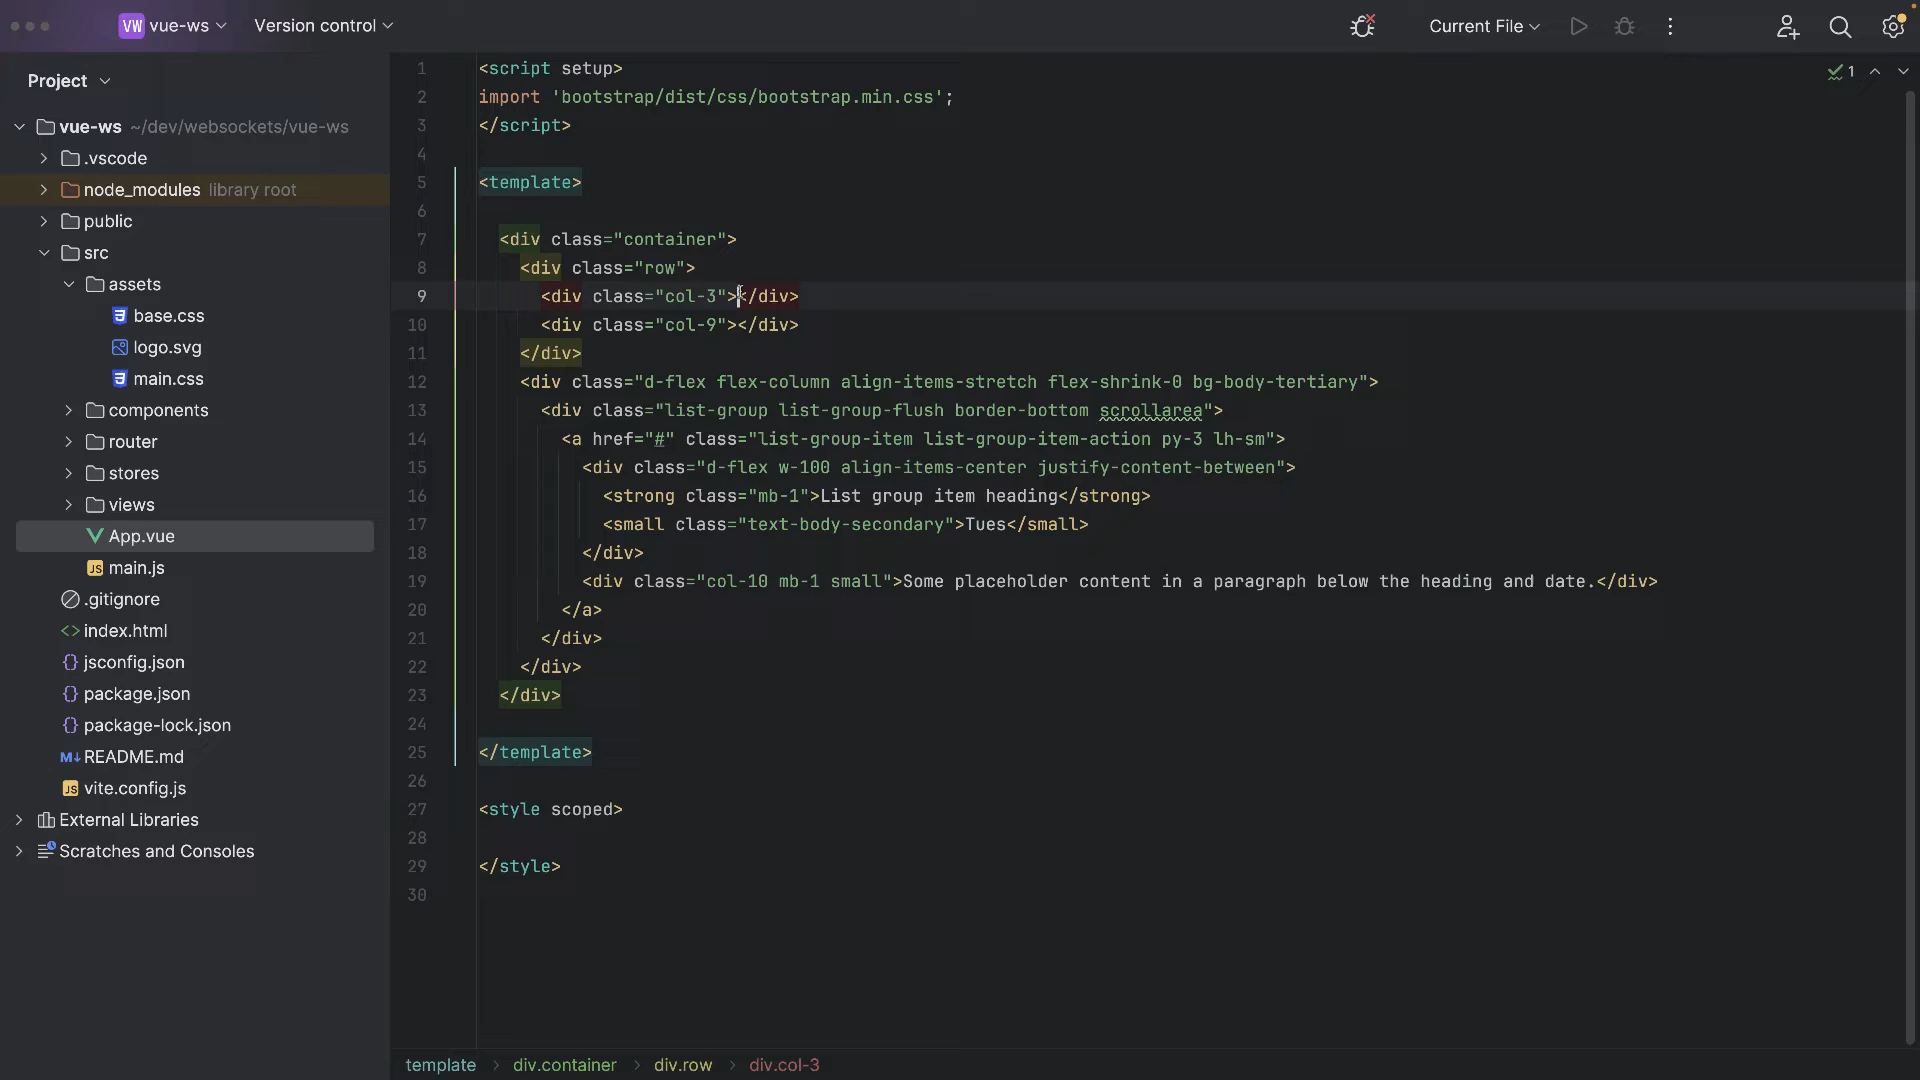 VW vue-ws Version control Current File
Project
vue-ws ~/dev/websockets/vue-ws
.vscode
node_modules library root
public
src
assets
base.css
logo.svg
main.css
components
router
stores
views
App.vue
JS main.js
.gitignore
<> index.html
{} jsconfig.json
{} package.json
{} package-lock.json
M↓ README.md
JS vite.config.js
External Libraries
Scratches and Consoles
1
1 <script setup>
2 import 'bootstrap/dist/css/bootstrap.min.css';
3 </script>
4
5 <template>
6
7 <div class="container">
8 <div class="row">
9 <div class="col-3"></div>
10 <div class="col-9"></div>
11 </div>
12 <div class="d-flex flex-column align-items-stretch flex-shrink-0 bg-body-tertiary">
13 <div class="list-group list-group-flush border-bottom scrollarea">
14 <a href="#" class="list-group-item list-group-item-action py-3 lh-sm">
15 <div class="d-flex w-100 align-items-center justify-content-between">
16 <strong class="mb-1">List group item heading</strong>
17 <small class="text-body-secondary">Tues</small>
18 </div>
19 <div class="col-10 mb-1 small">Some placeholder content in a paragraph below the heading and date.</div>
20 </a>
21 </div>
22 </div>
23 </div>
24
25 </template>
26
27 <style scoped>
28
29 </style>
30
template > div.container > div.row > div.col-3